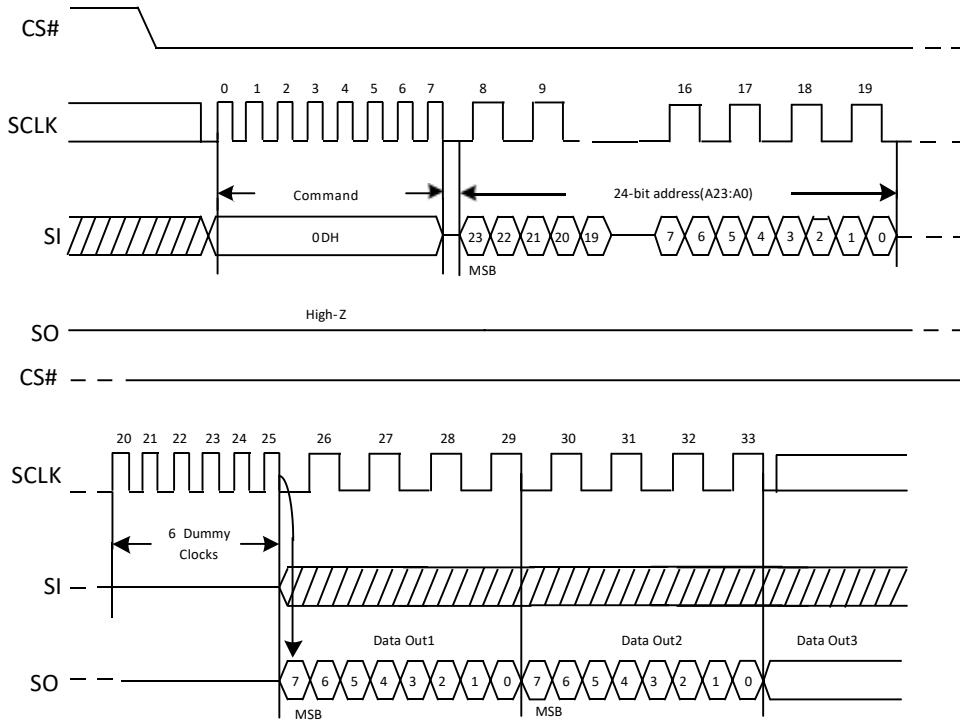 CS#
0 1 2 3 4 5 6 7 8 9 16 17 18 19
SCLK
Command 24-bit address(A23:A0)
SI 0DH 23 22 21 20 19 7 6 5 4 3 2 1 0
MSB
High-Z
SO
CS#
20 21 22 23 24 25 26 27 28 29 30 31 32 33
SCLK
6 Dummy
Clocks
SI
Data Out1 Data Out2 Data Out3
SO 7 6 5 4 3 2 1 0 7 6 5 4 3 2 1 0
MSB MSB